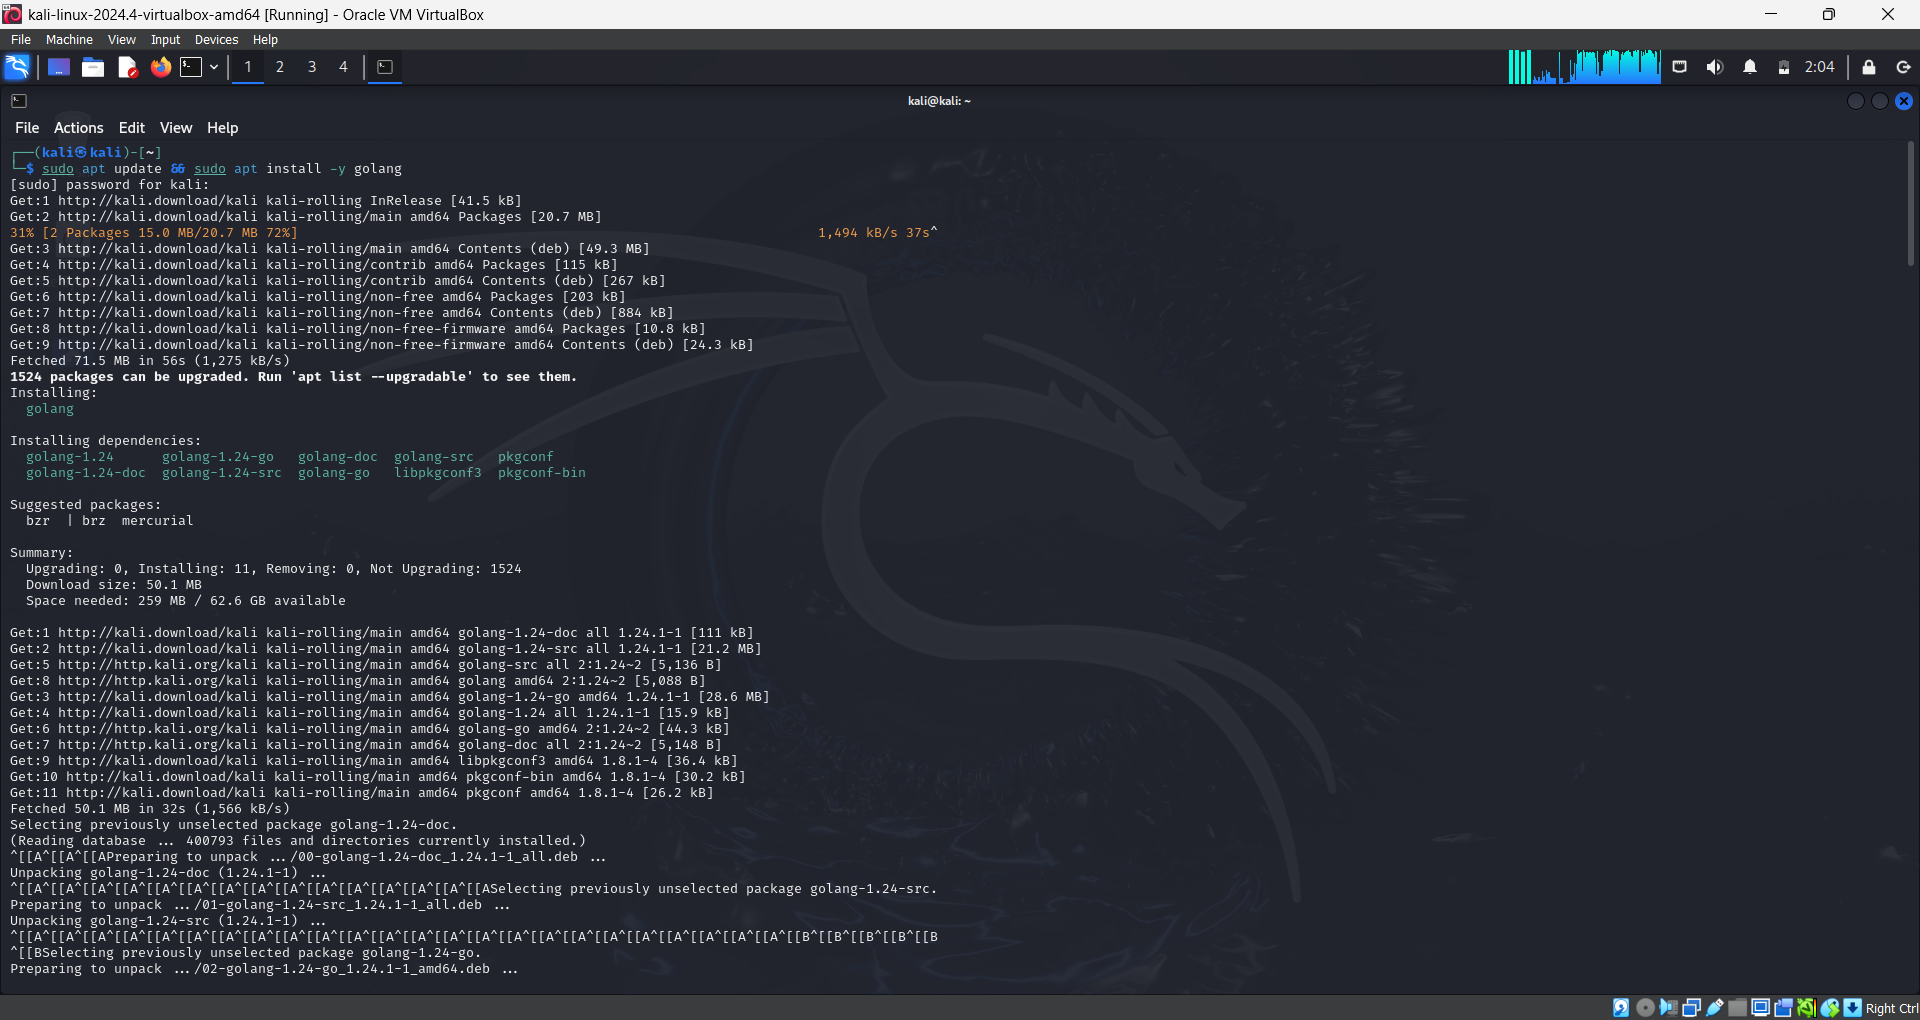 kali-linux-2024.4-virtualbox-amd64 [Running] - Oracle VM VirtualBox
File Machine View Input Devices Help
1 2 3 4 2:04
kali@kali: ~
File Actions Edit View Help
┌──(kali㉿kali)-[~]
└─$ sudo apt update && sudo apt install -y golang
[sudo] password for kali:
Get:1 http://kali.download/kali kali-rolling InRelease [41.5 kB]
Get:2 http://kali.download/kali kali-rolling/main amd64 Packages [20.7 MB]
31% [2 Packages 15.0 MB/20.7 MB 72%] 1,494 kB/s 37s^
Get:3 http://kali.download/kali kali-rolling/main amd64 Contents (deb) [49.3 MB]
Get:4 http://kali.download/kali kali-rolling/contrib amd64 Packages [115 kB]
Get:5 http://kali.download/kali kali-rolling/contrib amd64 Contents (deb) [267 kB]
Get:6 http://kali.download/kali kali-rolling/non-free amd64 Packages [203 kB]
Get:7 http://kali.download/kali kali-rolling/non-free amd64 Contents (deb) [884 kB]
Get:8 http://kali.download/kali kali-rolling/non-free-firmware amd64 Packages [10.8 kB]
Get:9 http://kali.download/kali kali-rolling/non-free-firmware amd64 Contents (deb) [24.3 kB]
Fetched 71.5 MB in 56s (1,275 kB/s)
1524 packages can be upgraded. Run 'apt list --upgradable' to see them.
Installing:
golang
Installing dependencies:
golang-1.24 golang-1.24-go golang-doc golang-src pkgconf
golang-1.24-doc golang-1.24-src golang-go libpkgconf3 pkgconf-bin
Suggested packages:
bzr | brz mercurial
Summary:
Upgrading: 0, Installing: 11, Removing: 0, Not Upgrading: 1524
Download size: 50.1 MB
Space needed: 259 MB / 62.6 GB available
Get:1 http://kali.download/kali kali-rolling/main amd64 golang-1.24-doc all 1.24.1-1 [111 kB]
Get:2 http://kali.download/kali kali-rolling/main amd64 golang-1.24-src all 1.24.1-1 [21.2 MB]
Get:5 http://http.kali.org/kali kali-rolling/main amd64 golang-src all 2:1.24~2 [5,136 B]
Get:8 http://http.kali.org/kali kali-rolling/main amd64 golang amd64 2:1.24~2 [5,088 B]
Get:3 http://kali.download/kali kali-rolling/main amd64 golang-1.24-go amd64 1.24.1-1 [28.6 MB]
Get:4 http://kali.download/kali kali-rolling/main amd64 golang-1.24 all 1.24.1-1 [15.9 kB]
Get:6 http://http.kali.org/kali kali-rolling/main amd64 golang-go amd64 2:1.24~2 [44.3 kB]
Get:7 http://http.kali.org/kali kali-rolling/main amd64 golang-doc all 2:1.24~2 [5,148 B]
Get:9 http://kali.download/kali kali-rolling/main amd64 libpkgconf3 amd64 1.8.1-4 [36.4 kB]
Get:10 http://kali.download/kali kali-rolling/main amd64 pkgconf-bin amd64 1.8.1-4 [30.2 kB]
Get:11 http://kali.download/kali kali-rolling/main amd64 pkgconf amd64 1.8.1-4 [26.2 kB]
Fetched 50.1 MB in 32s (1,566 kB/s)
Selecting previously unselected package golang-1.24-doc.
(Reading database ... 400793 files and directories currently installed.)
^[[A^[[A^[[APreparing to unpack .../00-golang-1.24-doc_1.24.1-1_all.deb ...
Unpacking golang-1.24-doc (1.24.1-1) ...
^[[A^[[A^[[A^[[A^[[A^[[A^[[A^[[A^[[A^[[A^[[A^[[A^[[A^[[A^[[ASelecting previously unselected package golang-1.24-src.
Preparing to unpack .../01-golang-1.24-src_1.24.1-1_all.deb ...
Unpacking golang-1.24-src (1.24.1-1) ...
^[[A^[[A^[[A^[[A^[[A^[[A^[[A^[[A^[[A^[[A^[[A^[[A^[[A^[[A^[[A^[[A^[[A^[[A^[[A^[[A^[[A^[[A^[[A^[[A^[[B^[[B^[[B^[[B^[[B
^[[BSelecting previously unselected package golang-1.24-go.
Preparing to unpack .../02-golang-1.24-go_1.24.1-1_amd64.deb ...
Right Ctrl